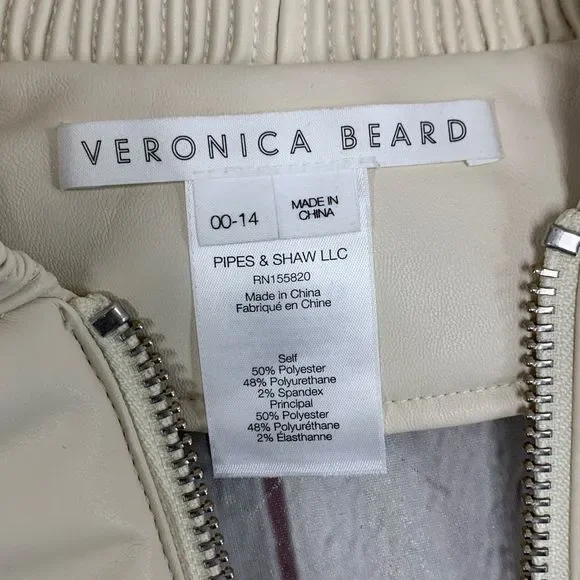 VERONICA BEARD
00-14
MADE IN
CHINA
PIPES & SHAW LLC
RN155820
Made in China
Fabriqué en Chine
Self
50% Polyester
48% Polyurethane
2% Spandex
Principal
50% Polyester
48% Polyuréthane
2% Élasthanne